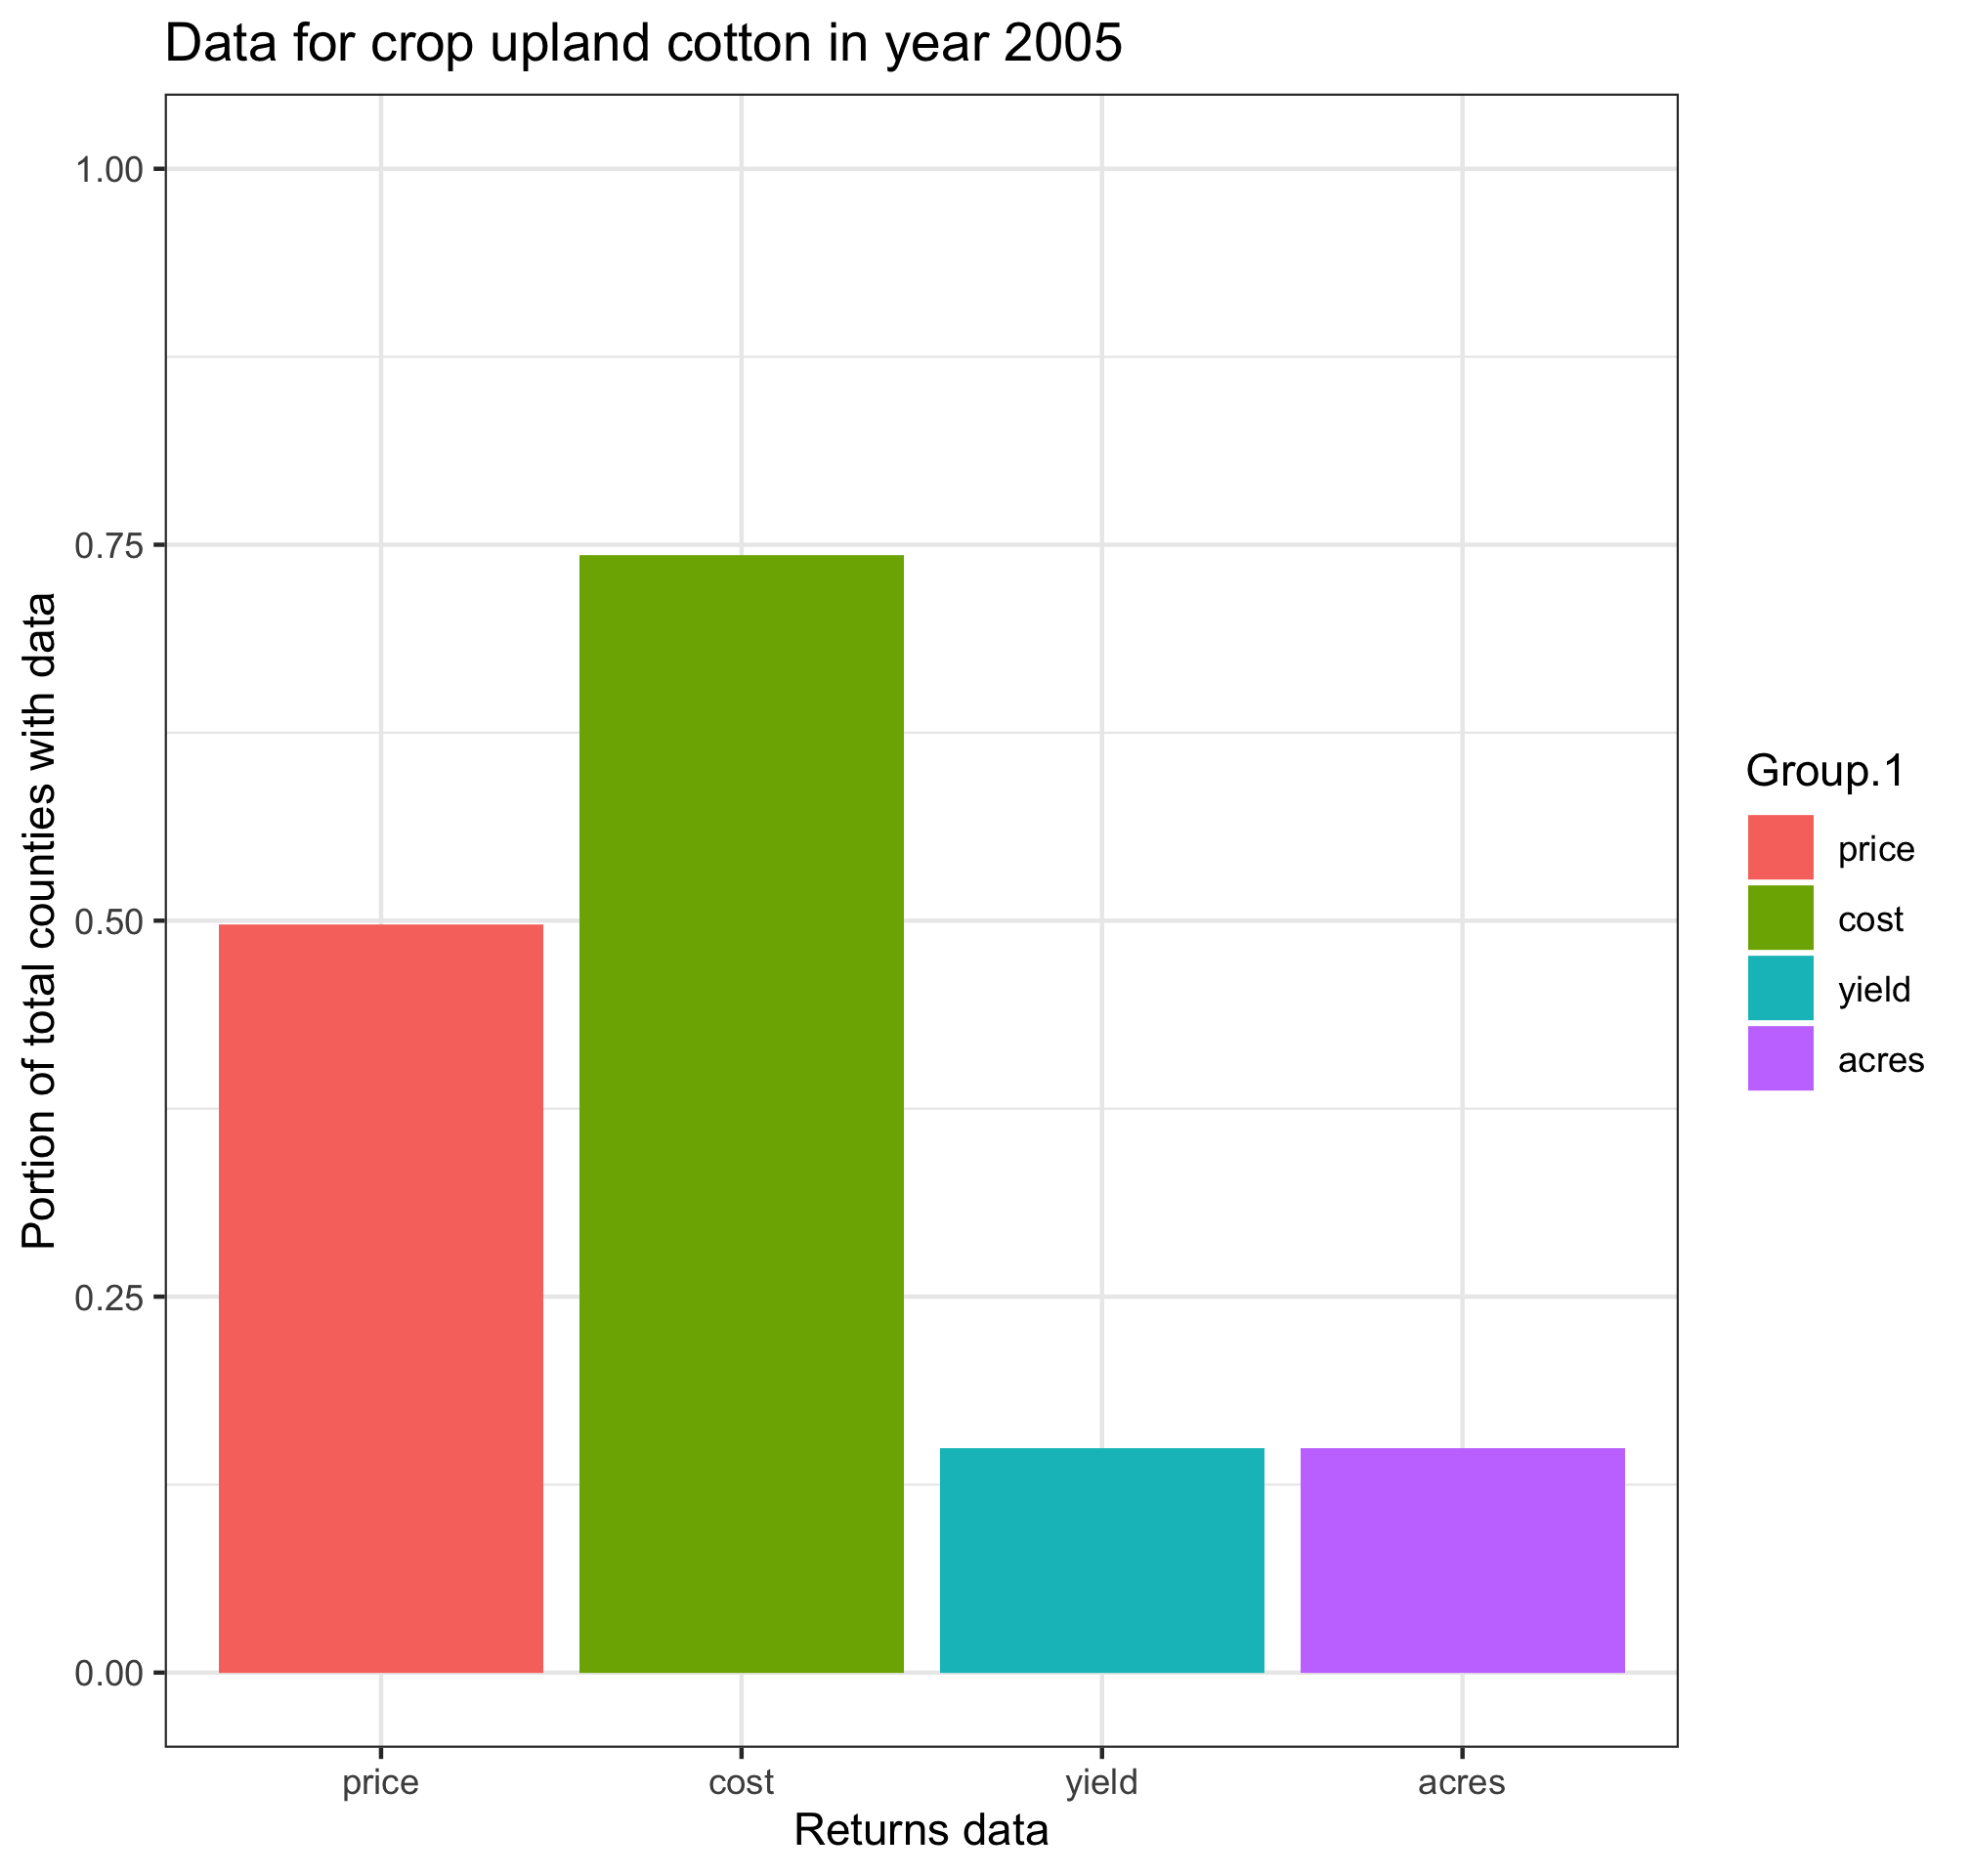 Data for crop upland cotton in year 2005
Portion of total counties with data
1.00
0.75
0.50
0.25
0.00
price
cost
yield
acres
Returns data
Group.1
price
cost
yield
acres